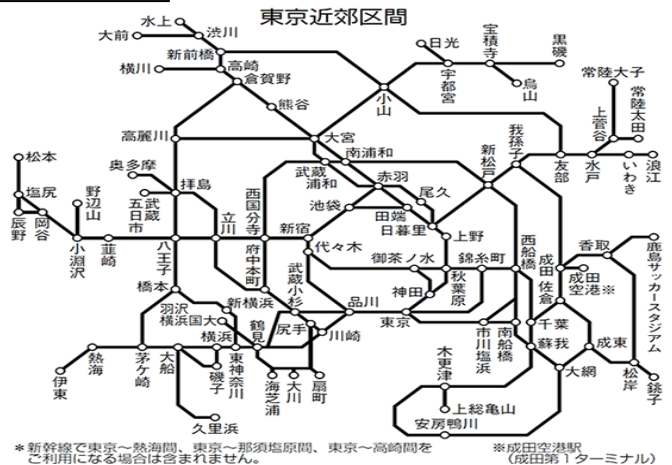 東京近郊区間
水上
大前
渋川
新前橋
横川
高崎
倉賀野
熊谷
高麗川
大宮
日光
宝積寺
黒磯
宇都宮
烏山
小山
常陸大子
常陸太田
上菅谷
我孫子
友部
水戸
いわき
浪江
南浦和
武蔵浦和
新松戸
赤羽
尾久
池袋
田端
日暮里
上野
奥多摩
拝島
武蔵五日市
西国分寺
松本
塩尻
辰野
岡谷
野辺山
小淵沢
韮崎
八王子
立川
府中本町
新宿
代々木
御茶ノ水
錦糸町
秋葉原
神田
西船橋
成田
成田空港※
香取
鹿島サッカースタジアム
佐倉
橋本
羽沢横浜国大
新横浜
武蔵小杉
品川
東京
市川塩浜
南船橋
千葉
蘇我
成東
大網
松岸
銚子
横浜
鶴見
尻手
川崎
東神奈川
熱海
伊東
茅ケ崎
大船
磯子
久里浜
海芝浦
大川
扇町
木更津
上総亀山
安房鴨川
*新幹線で東京～熱海間、東京～那須塩原間、東京～高崎間を
ご利用になる場合は含まれません。
※成田空港駅
(成田第1ターミナル)